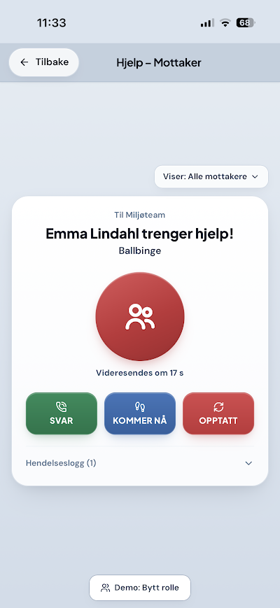 11:33
68
Tilbake
Hjelp – Mottaker
Viser: Alle mottakere
Til Miljøteam
Emma Lindahl trenger hjelp!
Ballbinge
Videresendes om 17 s
SVAR
KOMMER NÅ
OPPTATT
Hendelseslogg (1)
Demo: Bytt rolle